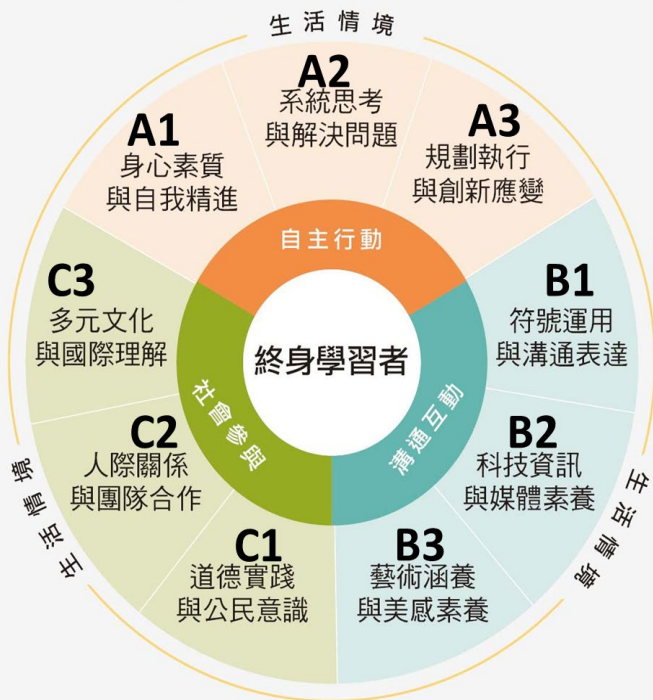 生活情境
A1
身心素質
與自我精進
A2
系統思考
與解決問題
A3
規劃執行
與創新應變
自主行動
B1
符號運用
與溝通表達
B2
科技資訊
與媒體素養
B3
藝術涵養
與美感素養
溝通互動
C1
道德實踐
與公民意識
C2
人際關係
與團隊合作
C3
多元文化
與國際理解
社會參與
終身學習者
生活情境
生活情境